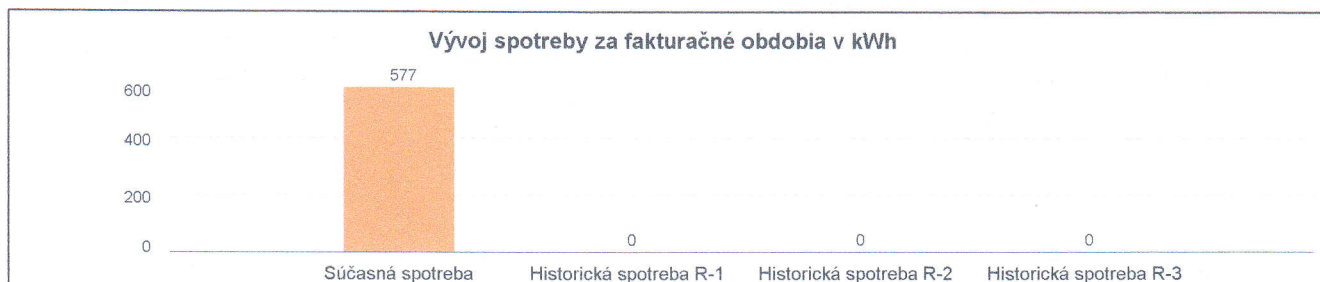 Vývoj spotreby za fakturačné obdobia v kWh
577
600
400
200
0
0 0 0
Súčasná spotreba Historická spotreba R-1 Historická spotreba R-2 Historická spotreba R-3